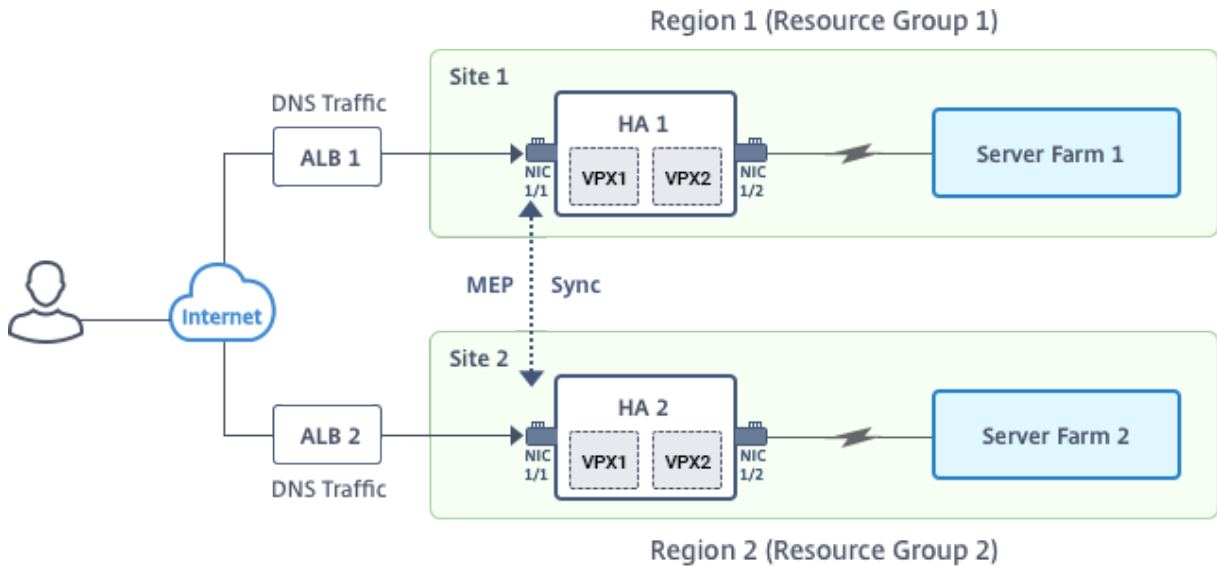 Region 1 (Resource Group 1)
Site 1
DNS Traffic
ALB 1
HA 1
VPX1
VPX2
NIC
1/1
NIC
1/2
Server Farm 1
MEP
Sync
Internet
Site 2
ALB 2
DNS Traffic
HA 2
VPX1
VPX2
NIC
1/1
NIC
1/2
Server Farm 2
Region 2 (Resource Group 2)